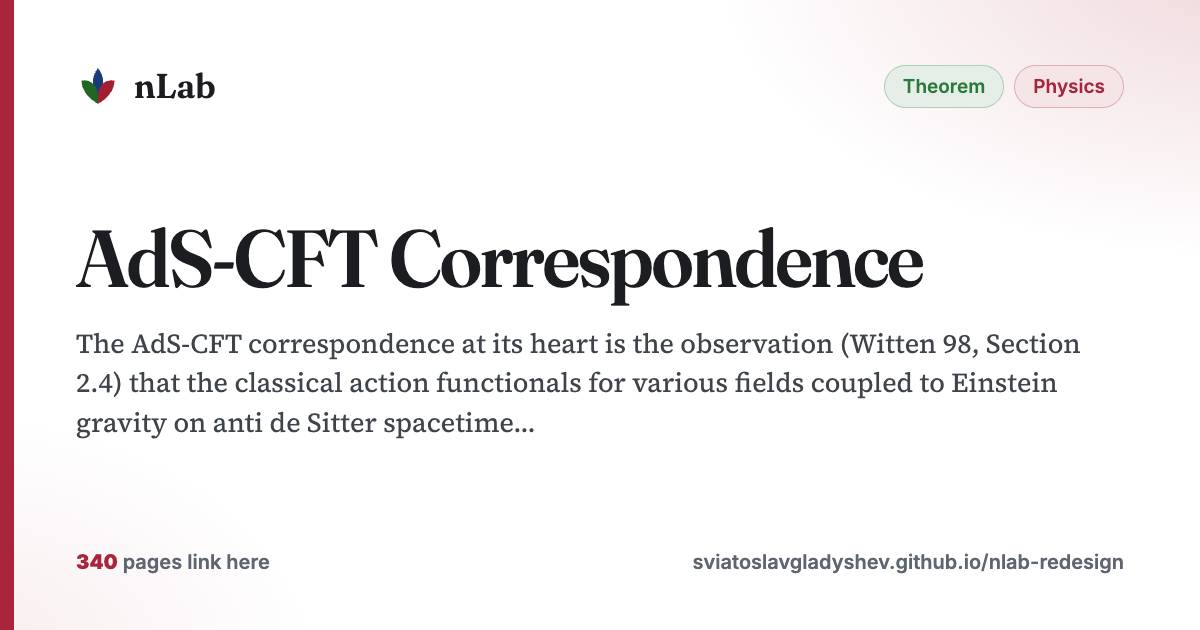 nLab
Theorem
Physics
AdS-CFT Correspondence
The AdS-CFT correspondence at its heart is the observation (Witten 98, Section
2.4) that the classical action functionals for various fields coupled to Einstein
gravity on anti de Sitter spacetime...
340 pages link here
sviatoslavgladyshev.github.io/nlab-redesign